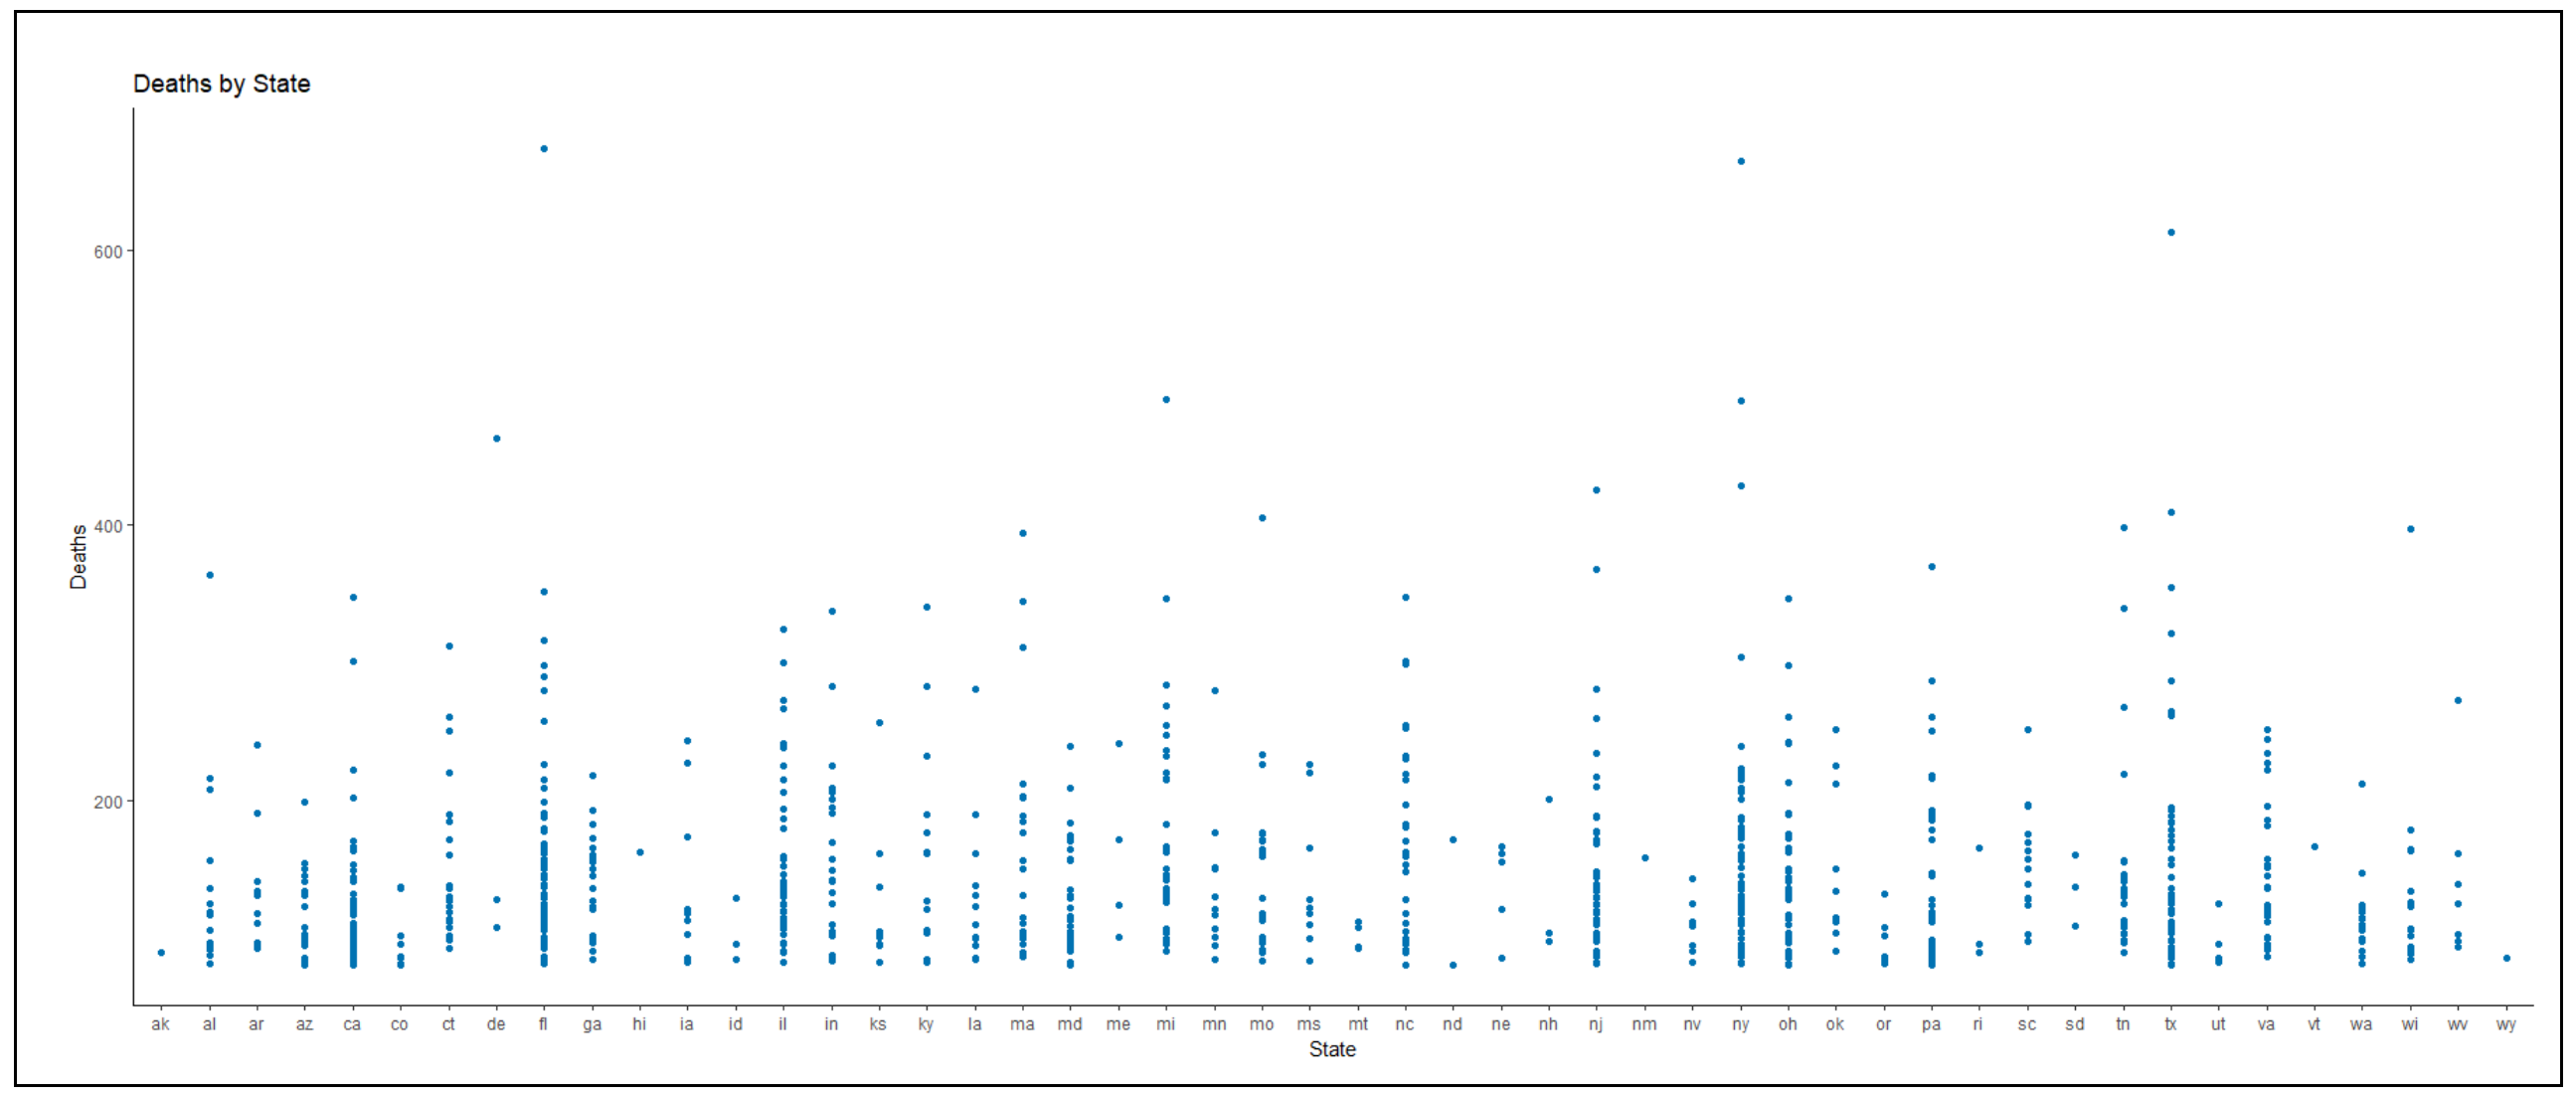 Deaths by State
600
400
200
Deaths
ak al ar az ca co ct de fl ga hi ia id il in ks ky la ma md me mi mn mo ms mt nc nd ne nh nj nm nv ny oh ok or pa ri sc sd tn tx ut va vt wa wi wv wy
State